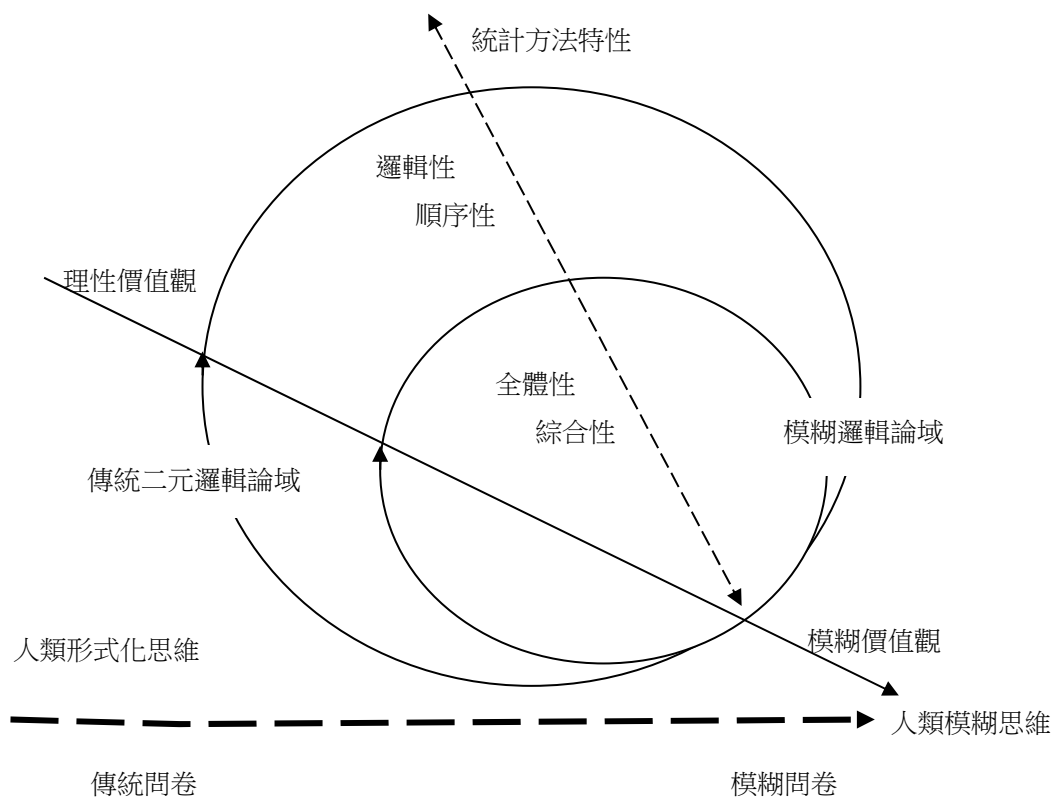 統計方法特性
邏輯性
順序性
理性價值觀
全體性
綜合性
模糊邏輯論域
傳統二元邏輯論域
人類形式化思維
模糊價值觀
人類模糊思維
傳統問卷
模糊問卷